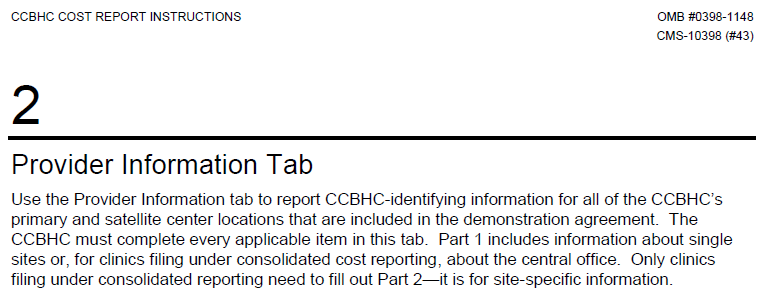 CCBHC COST REPORT INSTRUCTIONS
OMB #0398-1148
CMS-10398 (#43)
2
Provider Information Tab
Use the Provider Information tab to report CCBHC-identifying information for all of the CCBHC's
primary and satellite center locations that are included in the demonstration agreement.  The
CCBHC must complete every applicable item in this tab.  Part 1 includes information about single
sites or, for clinics filing under consolidated cost reporting, about the central office.  Only clinics
filing under consolidated reporting need to fill out Part 2—it is for site-specific information.